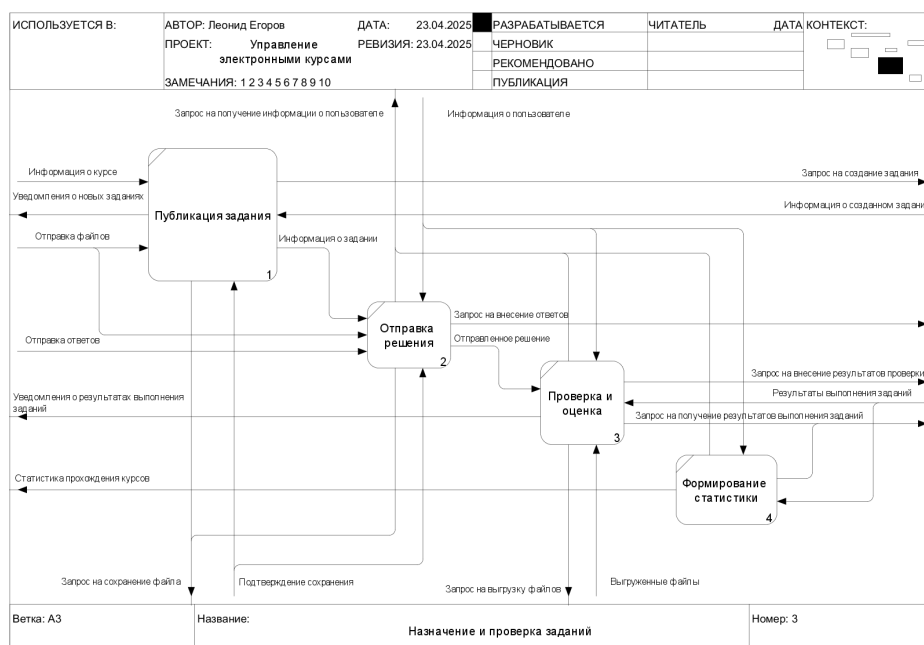 ИСПОЛЬЗУЕТСЯ В:
АВТОР: Леонид Егоров
ДАТА: 23.04.2025
РАЗРАБАТЫВАЕТСЯ
ЧИТАТЕЛЬ
ДАТА
КОНТЕКСТ:
ПРОЕКТ: Управление
электронными курсами
РЕВИЗИЯ: 23.04.2025
ЧЕРНОВИК
РЕКОМЕНДОВАНО
ЗАМЕЧАНИЯ: 1 2 3 4 5 6 7 8 9 10
ПУБЛИКАЦИЯ
Запрос на получение информации о пользователе
Информация о пользователе
Информация о курсе
Запрос на создание задания
Уведомления о новых заданиях
Информация о созданном задани
Публикация задания
1
Отправка файлов
Информация о задании
Запрос на внесение ответов
Отправка
решения
2
Отправка ответов
Отправленное решение
Запрос на внесение результатов проверки
Результаты выполнения заданий
Уведомления о результатах выполнения
заданий
Проверка и
оценка
3
Запрос на получение результатов выполнения заданий
Статистика прохождения курсов
Формирование
статистики
4
Запрос на сохранение файла
Подтверждение сохранения
Запрос на выгрузку файлов
Выгруженные файлы
Ветка: A3
Название:
Назначение и проверка заданий
Номер: 3